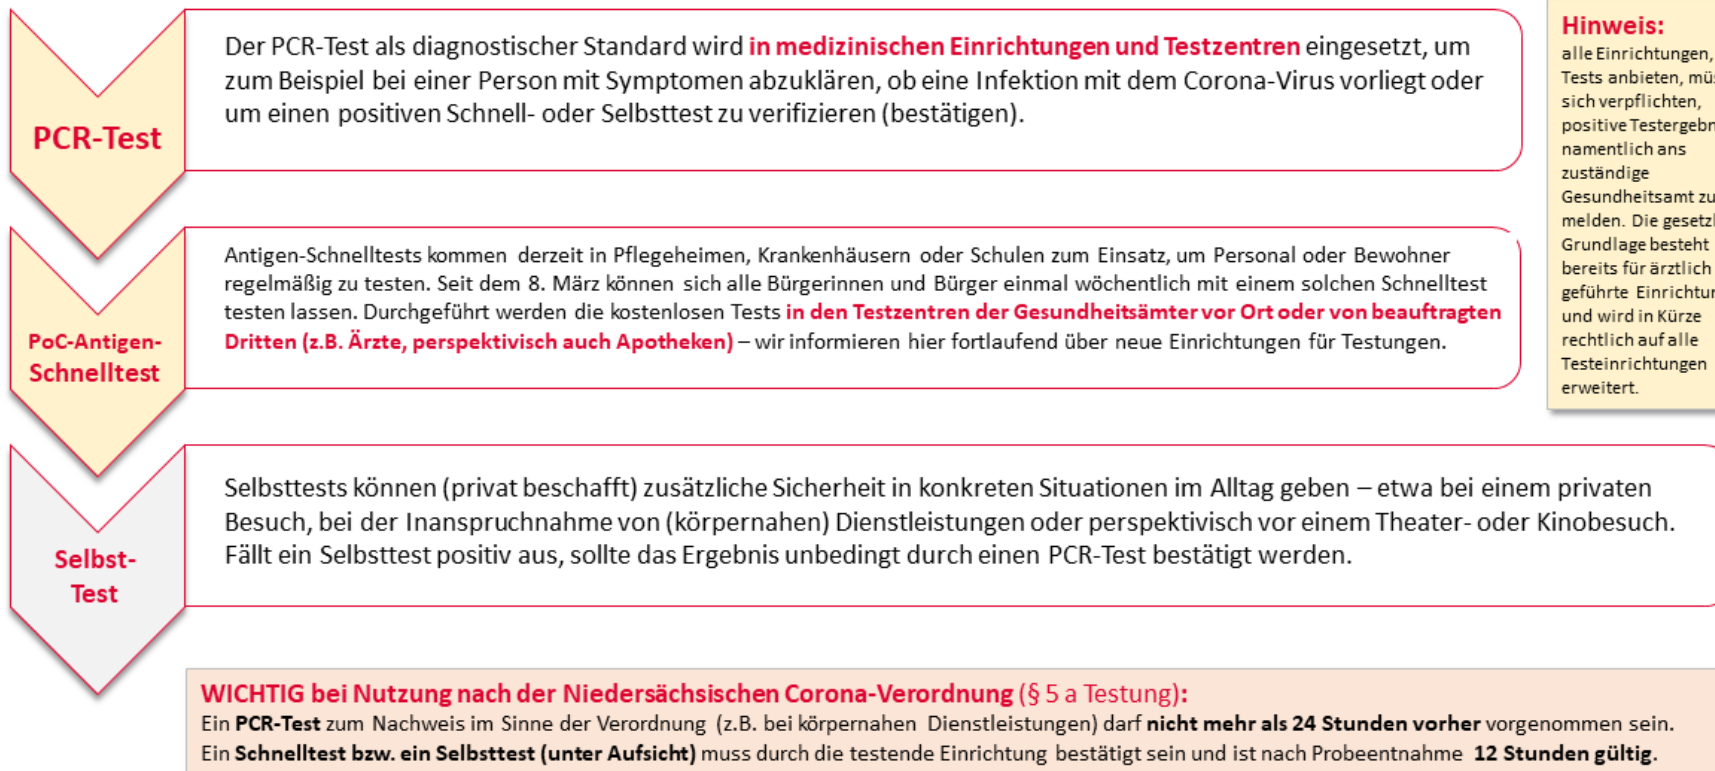 PCR-Test
Der PCR-Test als diagnostischer Standard wird in medizinischen Einrichtungen und Testzentren eingesetzt, um
zum Beispiel bei einer Person mit Symptomen abzuklären, ob eine Infektion mit dem Corona-Virus vorliegt oder
um einen positiven Schnell- oder Selbsttest zu verifizieren (bestätigen).
Hinweis:
alle Einrichtungen,
Tests anbieten,
sich verpflichten,
positive
namentlich ans
zuständige
Gesundheitsamt zu
melden. Die
Grundlage besteht
bereits für ärztlich
geführte
und wird in Kürze
rechtlich auf alle
Testeinrichtungen
erweitert.
PoC-Antigen-
Schnelltest
Antigen-Schnelltests kommen derzeit in Pflegeheimen, Krankenhäusern oder Schulen zum Einsatz, um Personal oder Bewohner
regelmäßig zu testen. Seit dem 8. März können sich alle Bürgerinnen und Bürger einmal wöchentlich mit einem solchen Schnelltest
testen lassen. Durchgeführt werden die kostenlosen Tests in den Testzentren der Gesundheitsämter vor Ort oder von beauftragten
Dritten (z.B. Ärzte, perspektivisch auch Apotheken) – wir informieren hier fortlaufend über neue Einrichtungen für Testungen.
Selbst-
Test
Selbsttests können (privat beschafft) zusätzliche Sicherheit in konkreten Situationen im Alltag geben – etwa bei einem privaten
Besuch, bei der Inanspruchnahme von (körpernahen) Dienstleistungen oder perspektivisch vor einem Theater- oder Kinobesuch.
Fällt ein Selbsttest positiv aus, sollte das Ergebnis unbedingt durch einen PCR-Test bestätigt werden.
WICHTIG bei Nutzung nach der Niedersächsischen Corona-Verordnung (§ 5 a Testung):
Ein PCR-Test zum Nachweis im Sinne der Verordnung (z.B. bei körpernahen Dienstleistungen) darf nicht mehr als 24 Stunden vorher vorgenommen sein.
Ein Schnelltest bzw. ein Selbsttest (unter Aufsicht) muss durch die testende Einrichtung bestätigt sein und ist nach Probeentnahme 12 Stunden gültig.